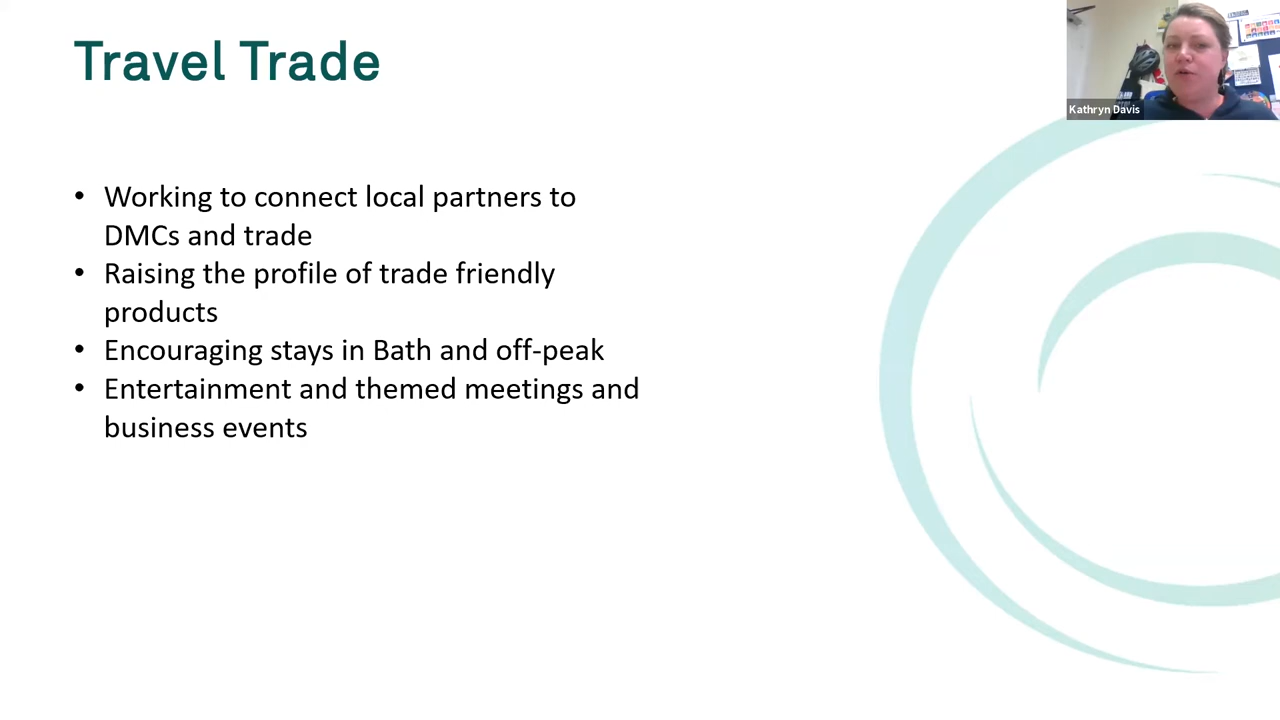 Travel Trade
Kathryn Davis
• Working to connect local partners to
DMCs and trade
• Raising the profile of trade friendly
products
• Encouraging stays in Bath and off-peak
• Entertainment and themed meetings and
business events